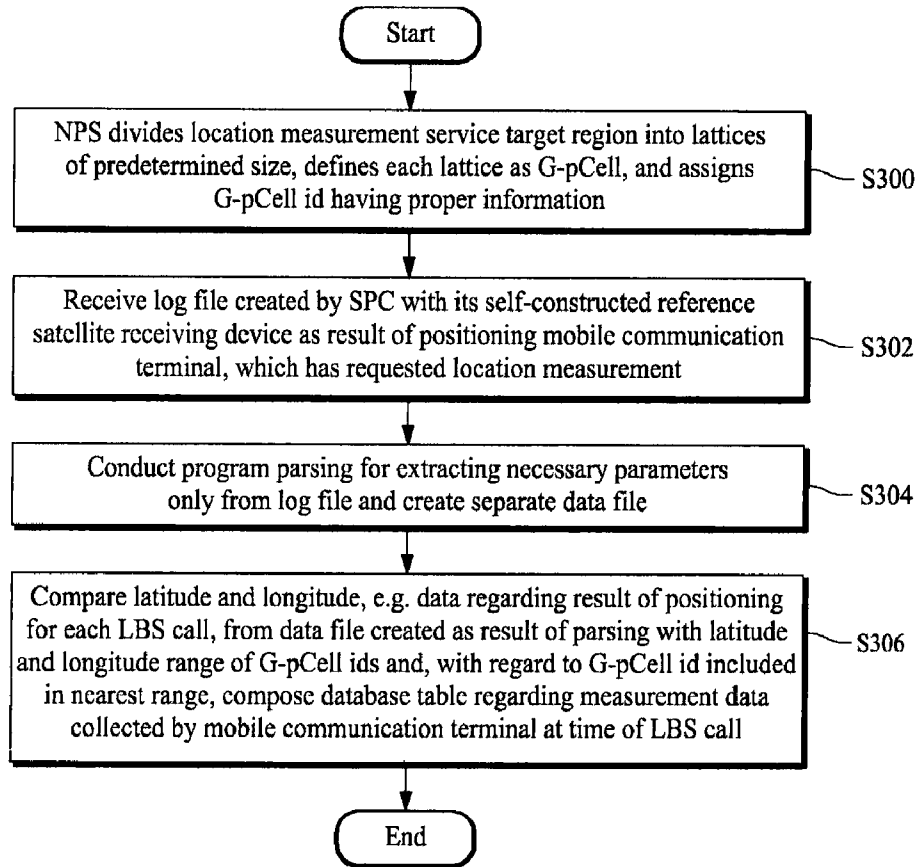 Start
NPS divides location measurement service target region into lattices
of predetermined size, defines each lattice as G-pCell, and assigns
G-pCell id having proper information
S300
Receive log file created by SPC with its self-constructed reference
satellite receiving device as result of positioning mobile communication
terminal, which has requested location measurement
S302
Conduct program parsing for extracting necessary parameters
only from log file and create separate data file
S304
Compare latitude and longitude, e.g. data regarding result of positioning
for each LBS call, from data file created as result of parsing with latitude
and longitude range of G-pCell ids and, with regard to G-pCell id included
in nearest range, compose database table regarding measurement data
collected by mobile communication terminal at time of LBS call
S306
End